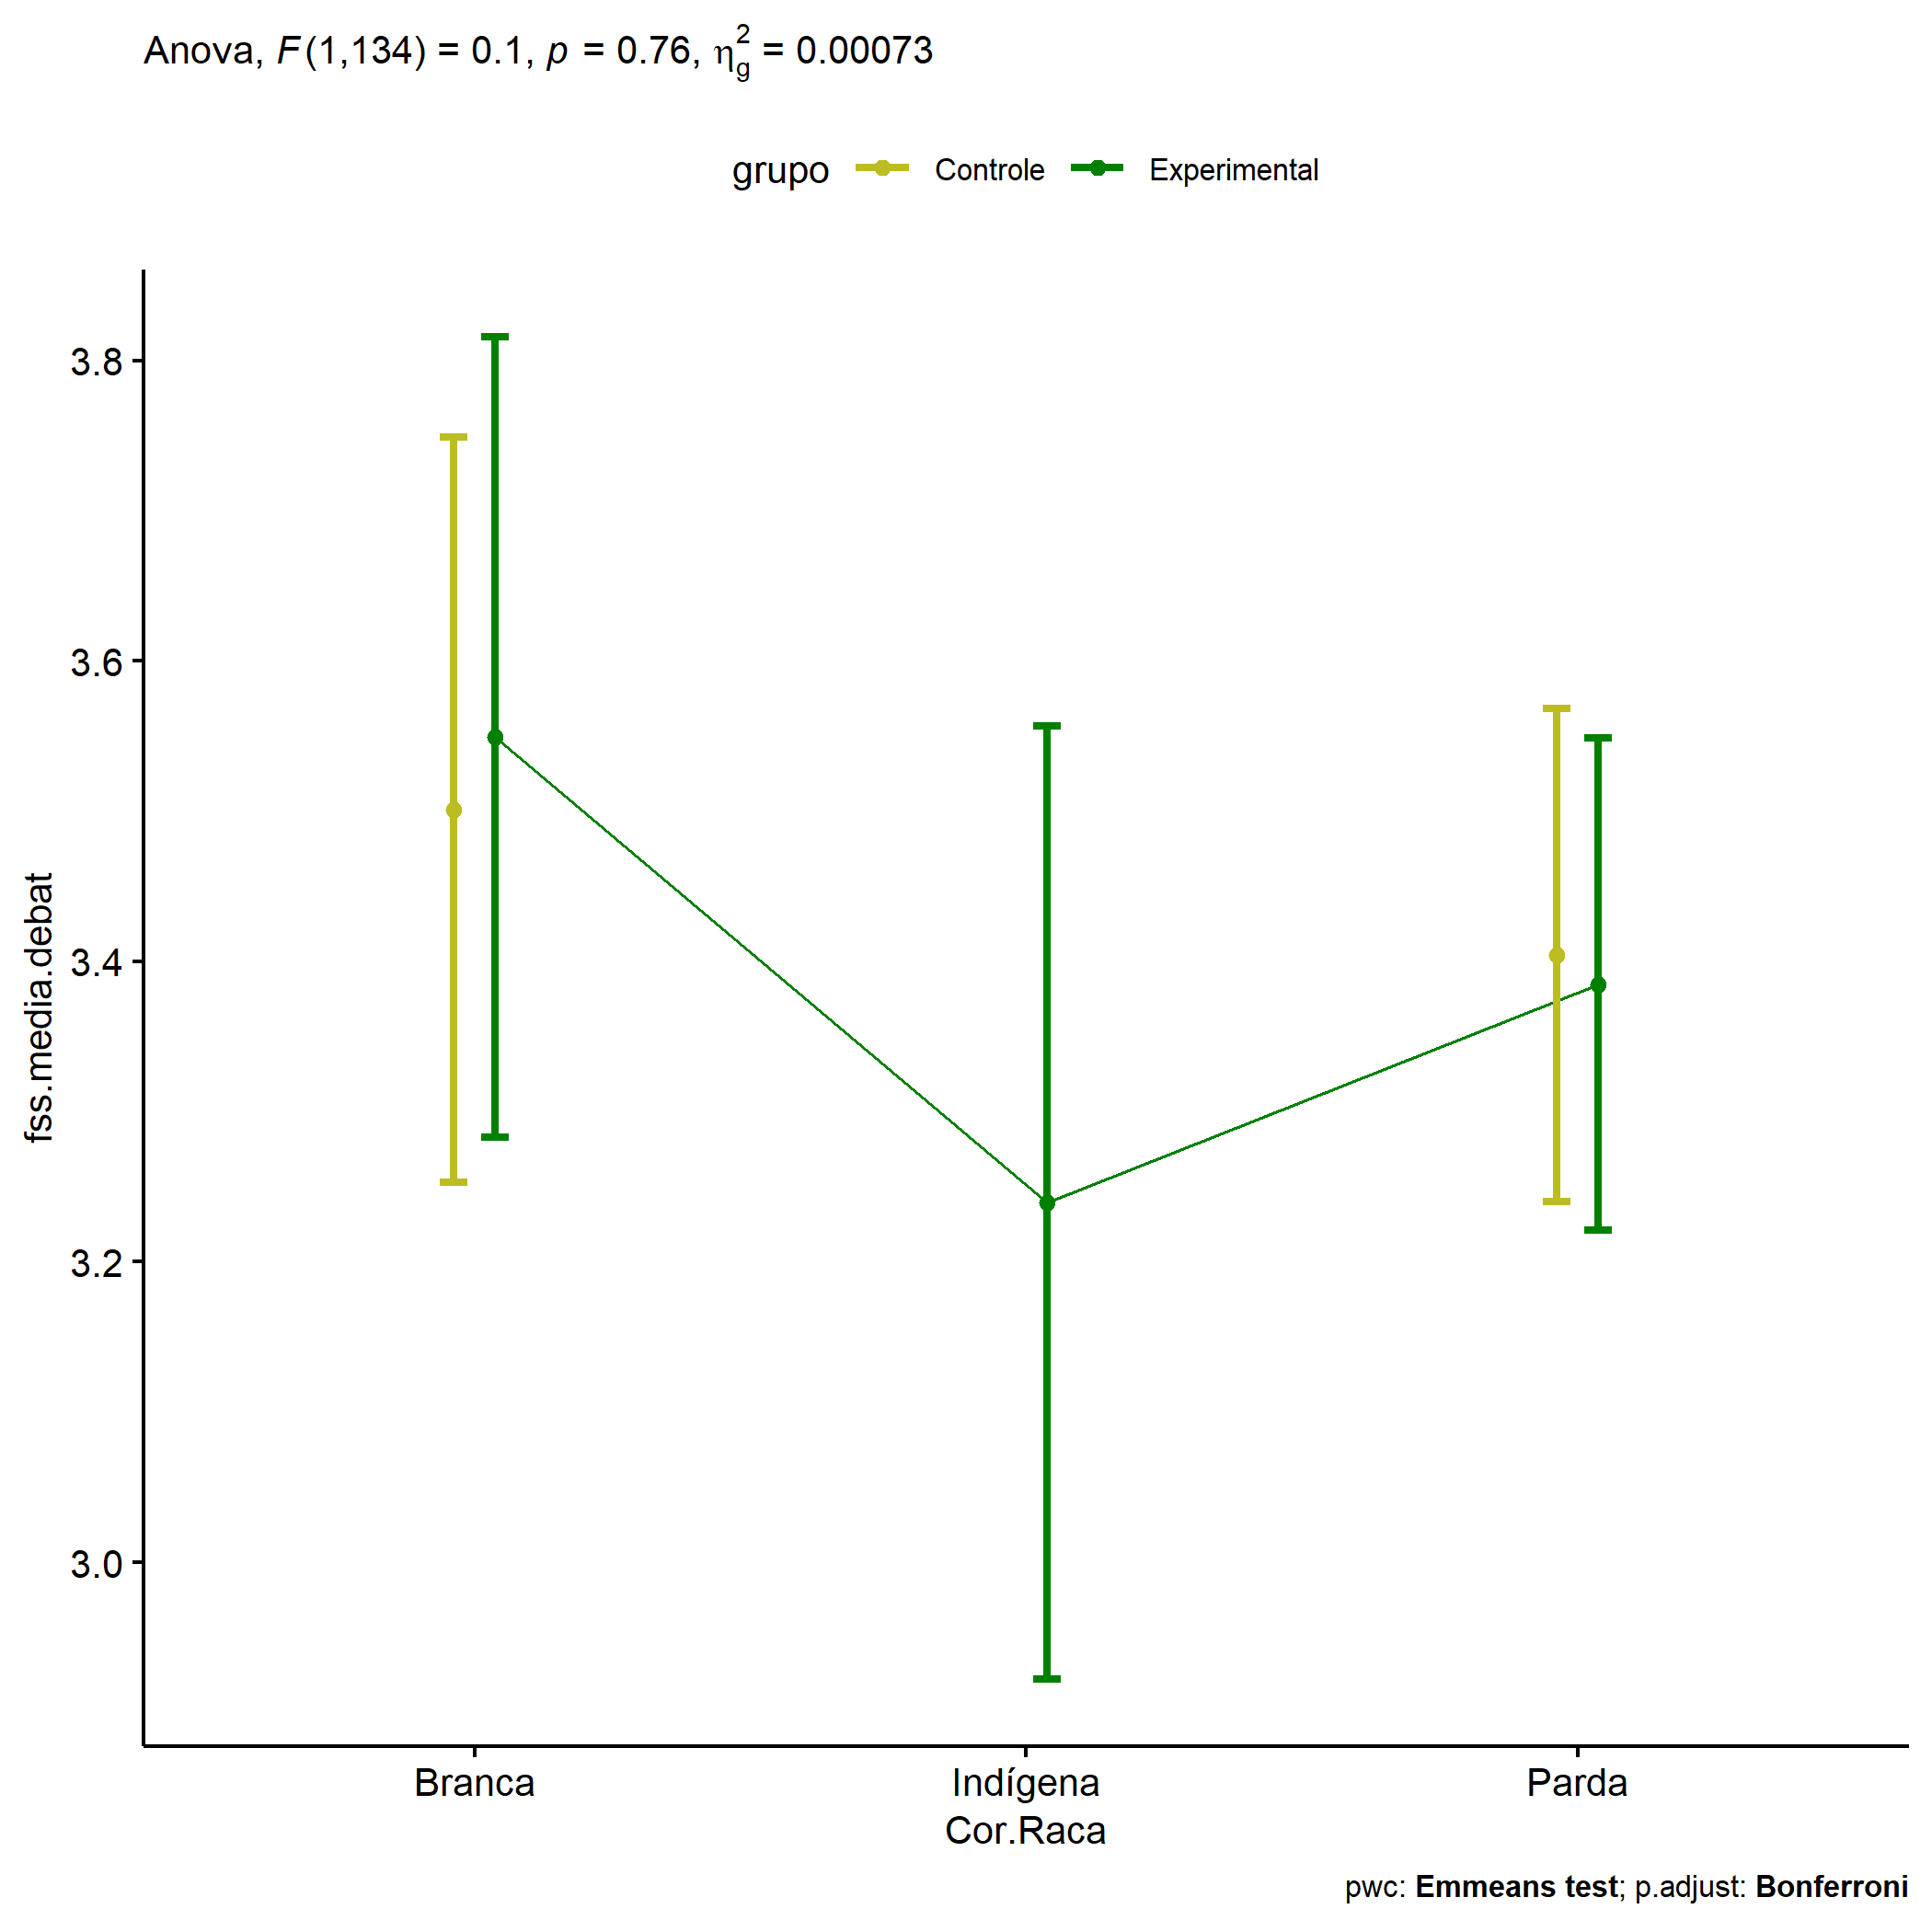 Anova, F(1,134) = 0.1, p = 0.76, η²g = 0.00073
grupo Controle Experimental
3.8
3.6
3.4
3.2
3.0
fss.media.debat
Branca Indígena Parda
Cor.Raca
pwc: Emmeans test; p.adjust: Bonferroni